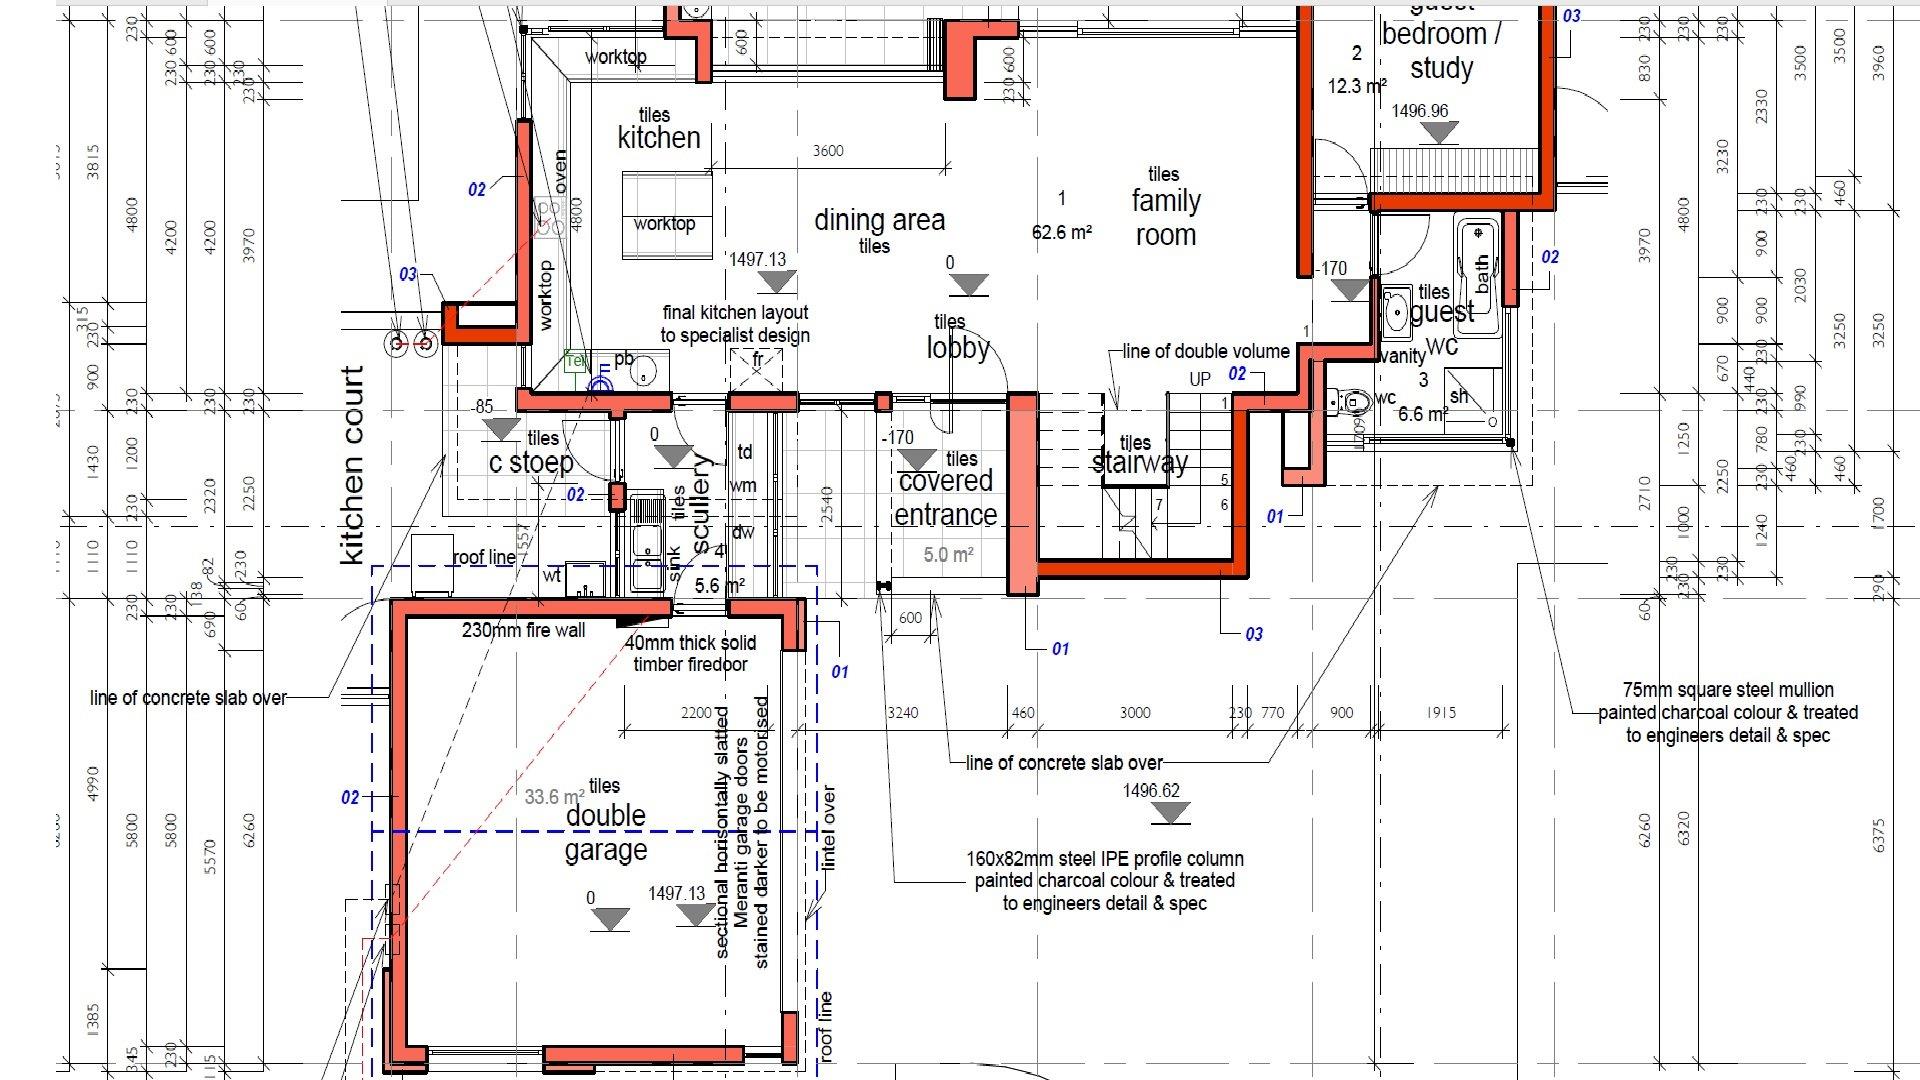 guest
bedroom /
study
2
12.3 m²
1496.96
03
worktop
600
230 600
tiles
kitchen
3600
oven
4800
worktop
worktop
02
03
dining area
tiles
1
62.6 m²
tiles
family
room
1497.13
0
-170
final kitchen layout
to specialist design
tiles
lobby
fr
pb
Tel
bath
tiles
guest
wc
vanity
3
6.6 m²
wc
sh
1709
02
line of double volume
UP
02
1
1
5
6
7
tiles
stairway
kitchen court
-85
tiles
c stoep
02
0
tiles
scullery
td
wm
dw
4
5.6 m²
sink
2540
-170
tiles
covered
entrance
5.0 m²
01
roof line
wt
1557
600
230mm fire wall
40mm thick solid
timber firedoor
01
01
03
line of concrete slab over
2200
3240
460
3000
230
770
900
1915
75mm square steel mullion
painted charcoal colour & treated
to engineers detail & spec
line of concrete slab over
1496.62
02
33.6 m²
tiles
double
garage
0
1497.13
sectional horisontally slatted
Meranti garage doors
stained darker to be motorised
lintel over
roof line
160x82mm steel IPE profile column
painted charcoal colour & treated
to engineers detail & spec
3815
900
1430
1110
4990
1385
230
4800
230
1200
230
1110
230
5800
345
230 600
4200
230
230
5800
230
230 600
4200
230
2320
690
5570
230
3970
230
2250
230
60
6260
230
830
3970
2710
60
6260
230
4800
1000
230
6320
230
3230
900
670
2250
2330
230
900
900
230
780
230
1240
3500
230
2030
990
230
3500
460
3250
460
3960
3250
1700
290
6375